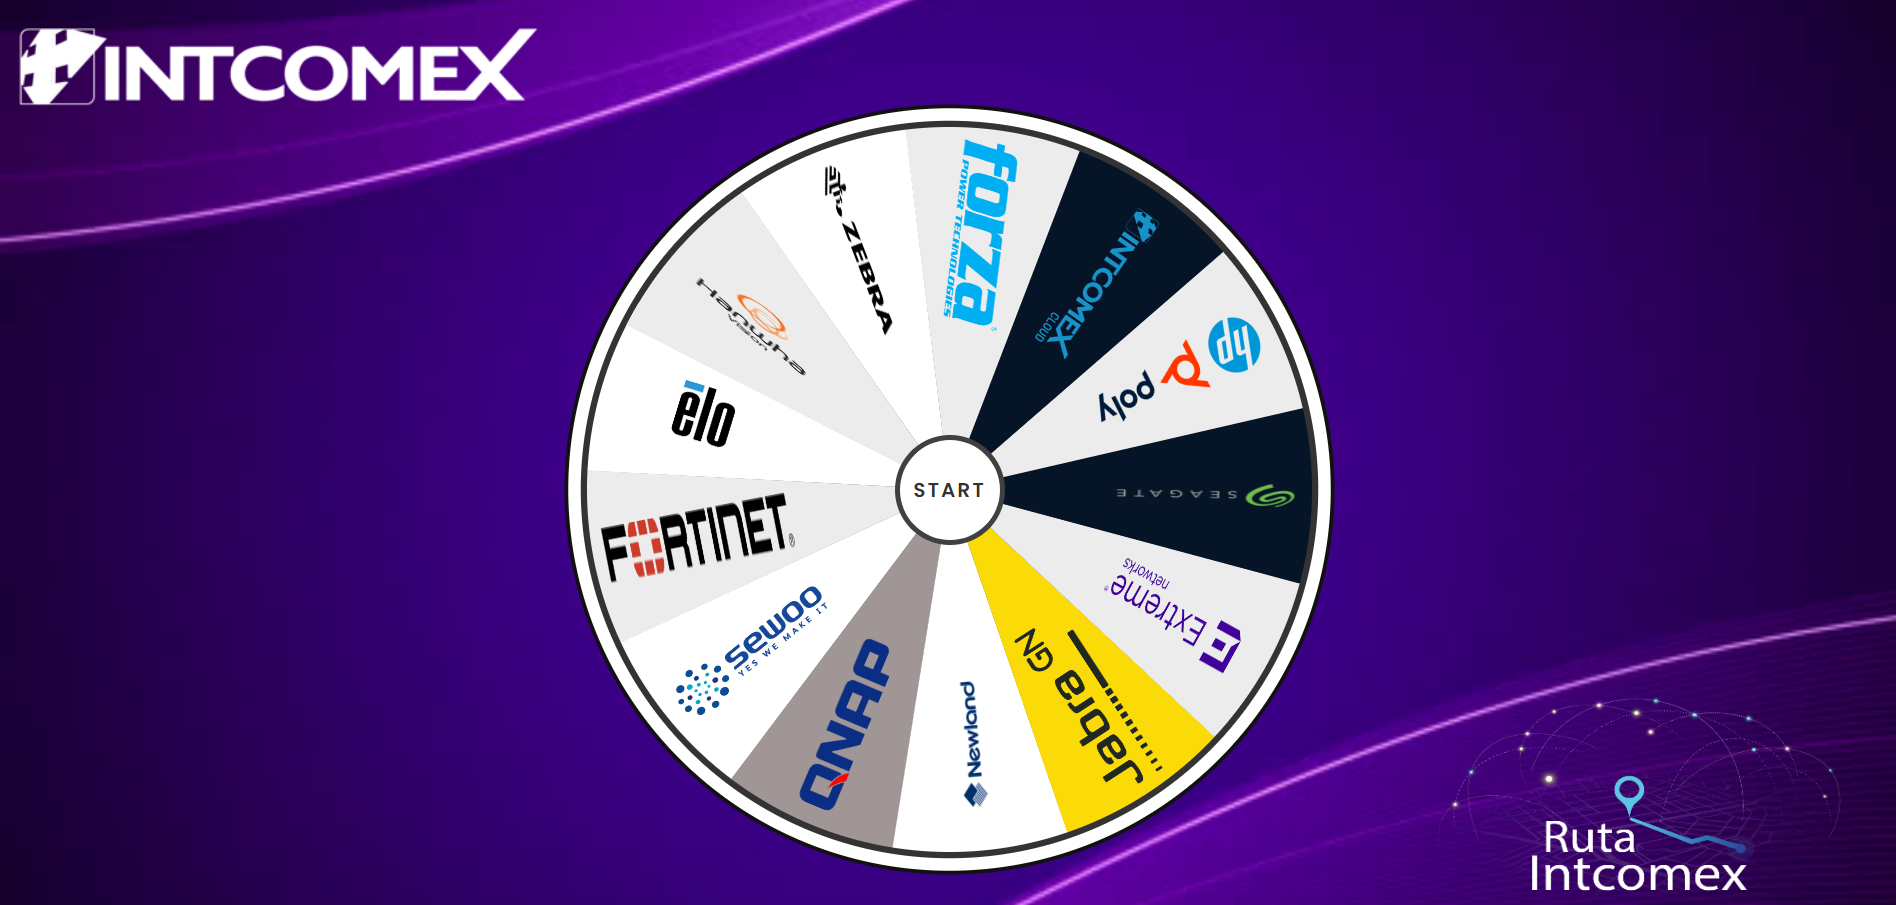 INTCOMEX
forza
POWER TECHNOLOGIES
INTCOMEX
CLOUD
hp
poly
SEAGATE
Extreme
networks
Jabra
GN
Newland
QNAP
sewoo
YES WE MAKE IT
FORTINET
elo
Hanwha
Vision
ZEBRA
START
Ruta
Intcomex